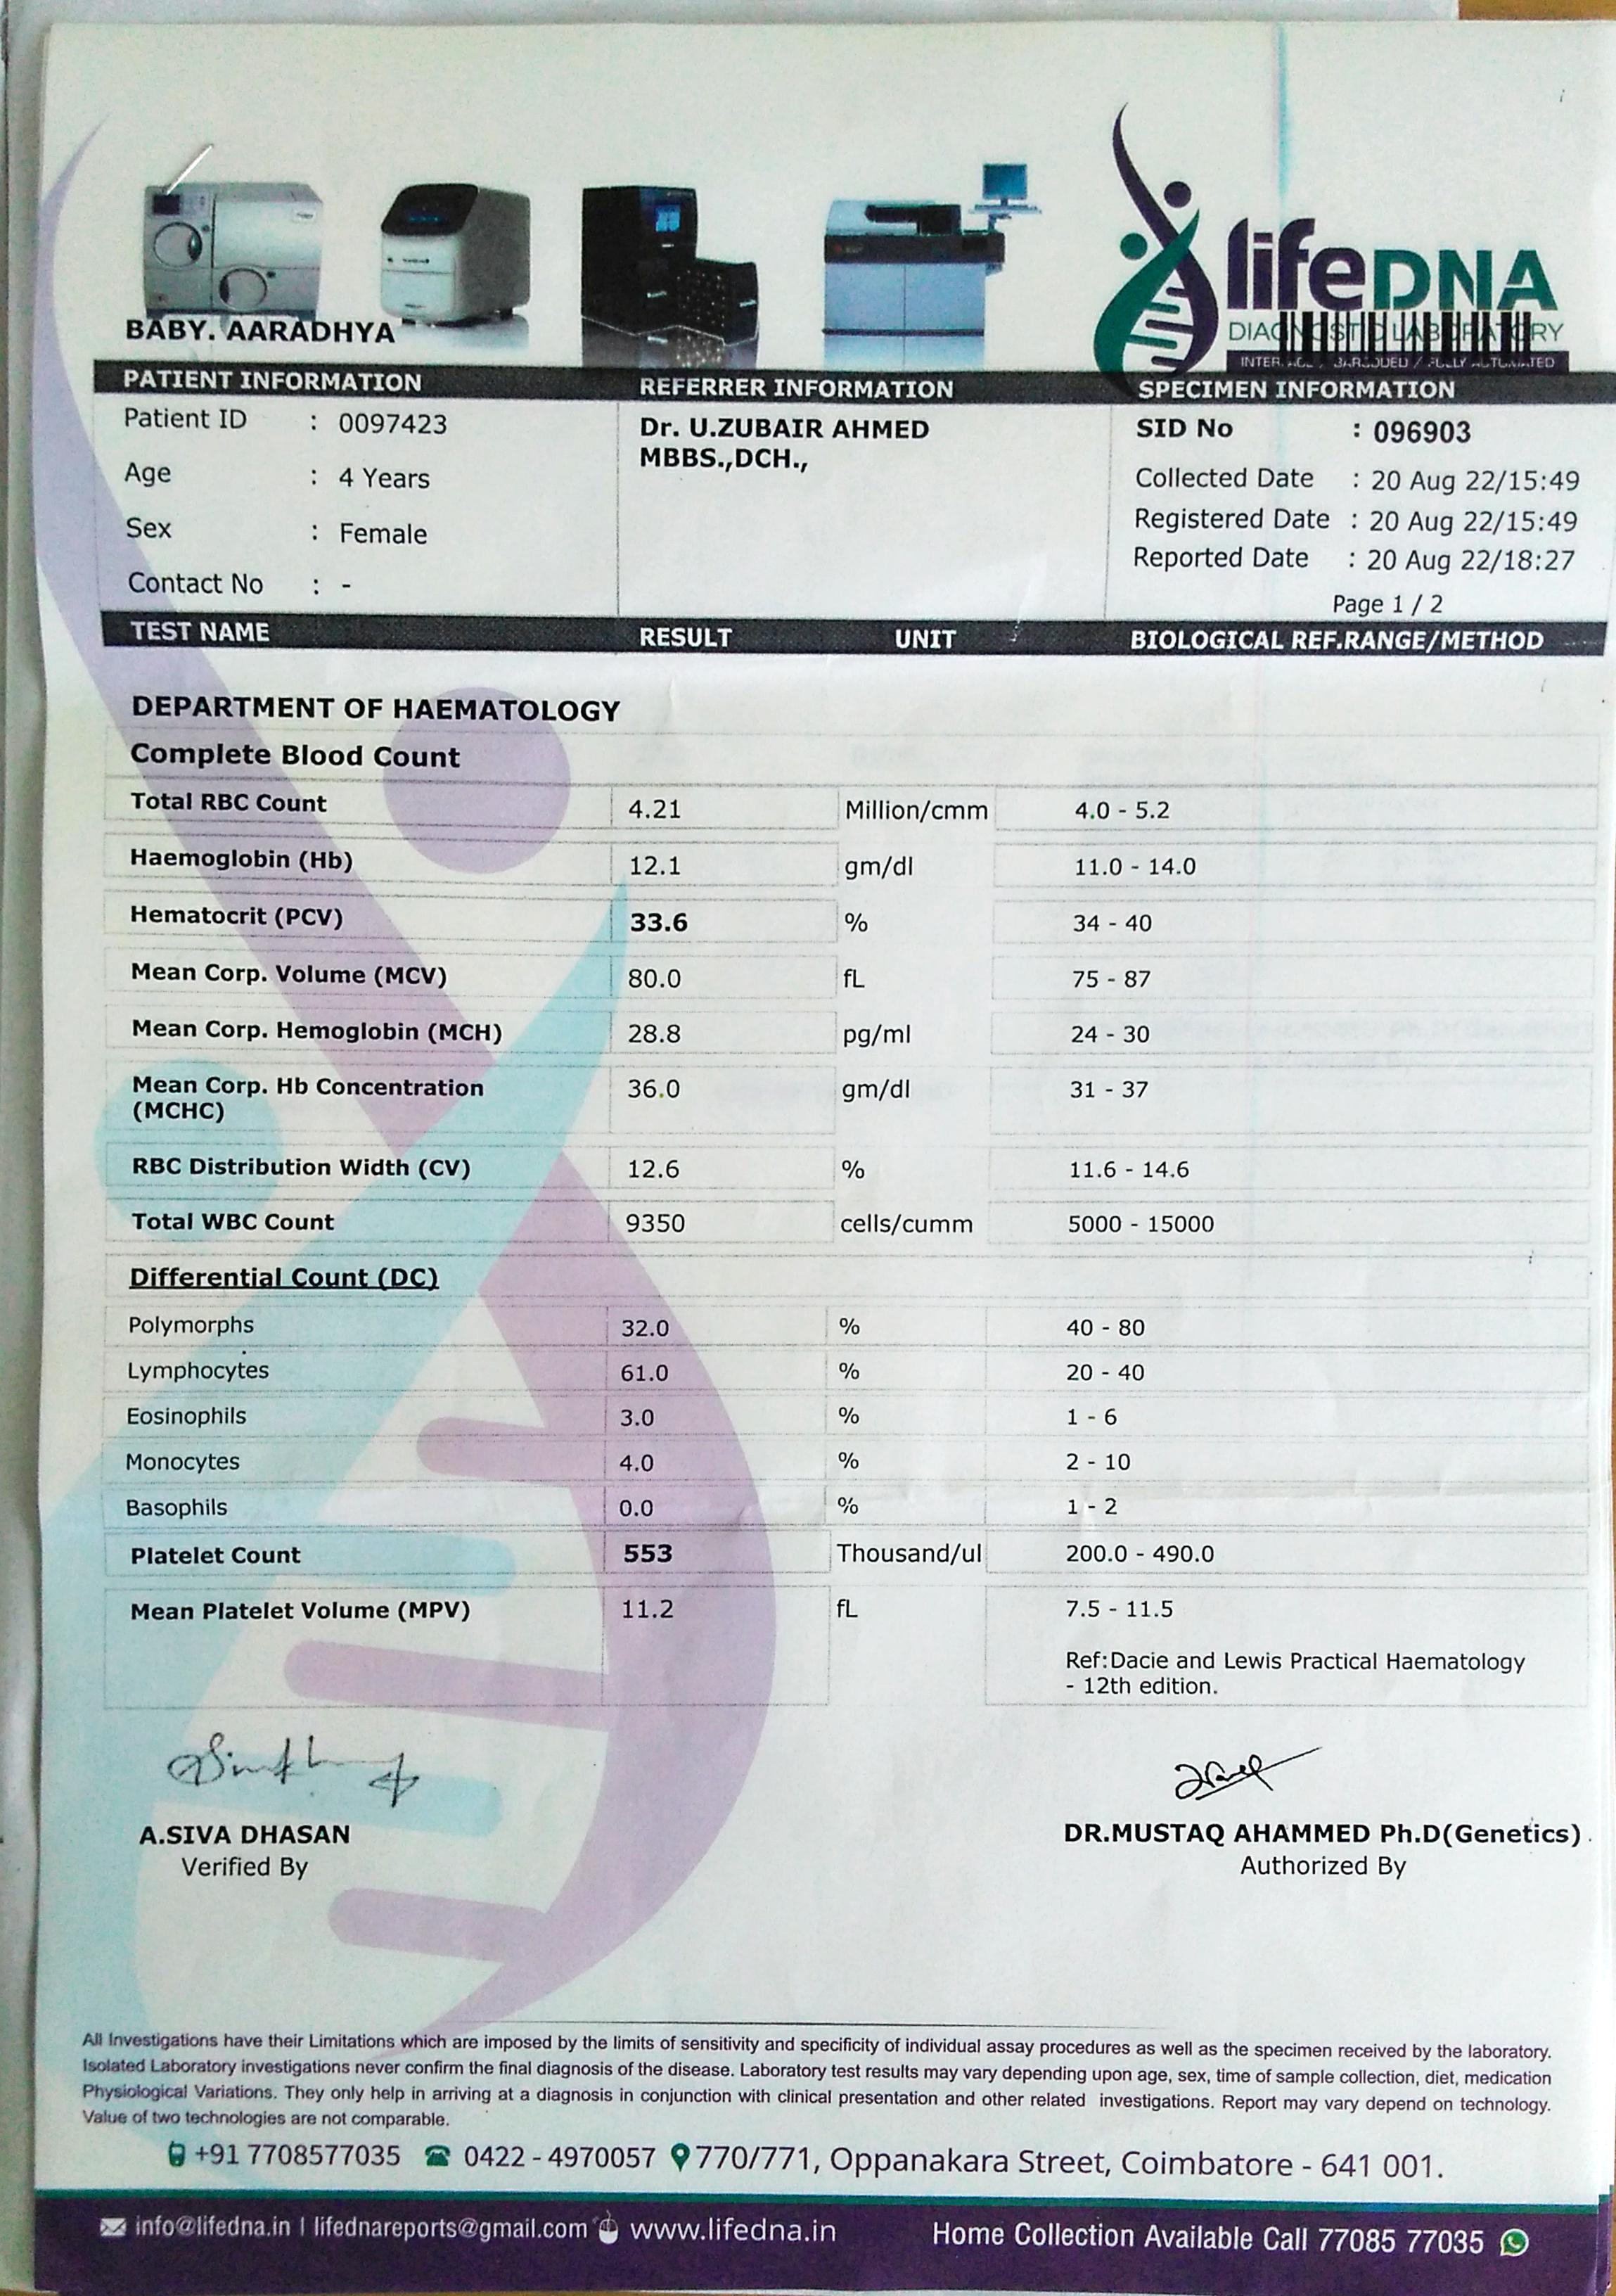 lifeDNA
DIAGNOSTIC LABORATORY
BABY. AARADHYA
PATIENT INFORMATION REFERRER INFORMATION SPECIMEN INFORMATION
Patient ID : 0097423 Dr. U.ZUBAIR AHMED SID No : 096903
MBBS.,DCH.,
Age : 4 Years Collected Date : 20 Aug 22/15:49
Sex : Female Registered Date : 20 Aug 22/15:49
Reported Date : 20 Aug 22/18:27
Contact No : -
Page 1 / 2
TEST NAME RESULT UNIT BIOLOGICAL REF.RANGE/METHOD
DEPARTMENT OF HAEMATOLOGY
Complete Blood Count
Total RBC Count 4.21 Million/cmm 4.0 - 5.2
Haemoglobin (Hb) 12.1 gm/dl 11.0 - 14.0
Hematocrit (PCV) 33.6 % 34 - 40
Mean Corp. Volume (MCV) 80.0 fL 75 - 87
Mean Corp. Hemoglobin (MCH) 28.8 pg/ml 24 - 30
Mean Corp. Hb Concentration 36.0 gm/dl 31 - 37
(MCHC)
RBC Distribution Width (CV) 12.6 % 11.6 - 14.6
Total WBC Count 9350 cells/cumm 5000 - 15000
Differential Count (DC)
Polymorphs 32.0 % 40 - 80
Lymphocytes 61.0 % 20 - 40
Eosinophils 3.0 % 1 - 6
Monocytes 4.0 % 2 - 10
Basophils 0.0 % 1 - 2
Platelet Count 553 Thousand/ul 200.0 - 490.0
Mean Platelet Volume (MPV) 11.2 fL 7.5 - 11.5
Ref:Dacie and Lewis Practical Haematology
- 12th edition.
A.SIVA DHASAN DR.MUSTAQ AHAMMED Ph.D(Genetics)
Verified By Authorized By
All Investigations have their Limitations which are imposed by the limits of sensitivity and specificity of individual assay procedures as well as the specimen received by the laboratory.
Isolated Laboratory investigations never confirm the final diagnosis of the disease. Laboratory test results may vary depending upon age, sex, time of sample collection, diet, medication
Physiological Variations. They only help in arriving at a diagnosis in conjunction with clinical presentation and other related investigations. Report may vary depend on technology.
Value of two technologies are not comparable.
+91 7708577035 0422 - 4970057 770/771, Oppanakara Street, Coimbatore - 641 001.
info@lifedna.in | lifednareports@gmail.com www.lifedna.in Home Collection Available Call 77085 77035